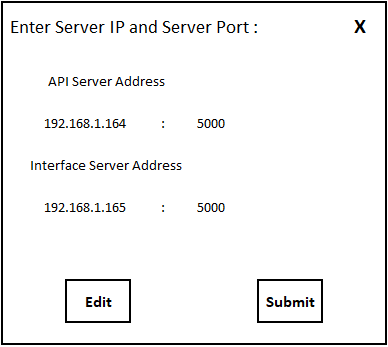 Enter Server IP and Server Port : X
API Server Address
192.168.1.164 : 5000
Interface Server Address
192.168.1.165 : 5000
Edit Submit